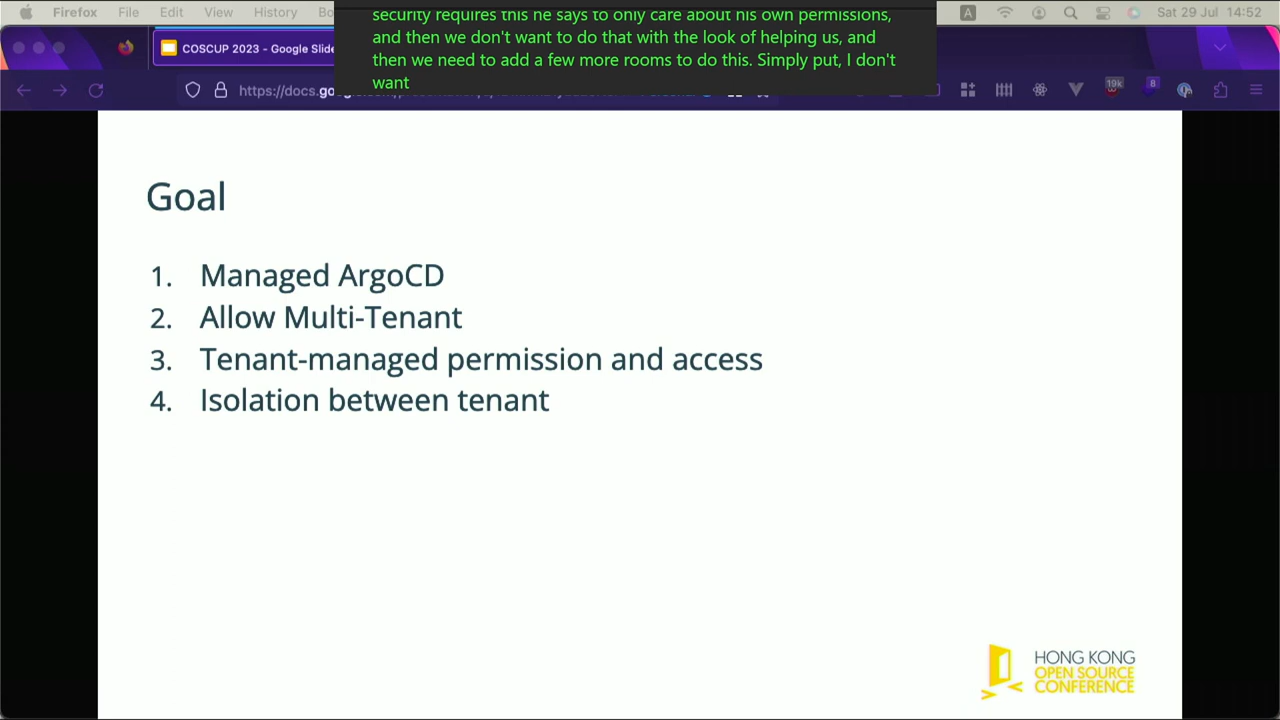 Firefox File Edit View History Bo
Sat 29 Jul 14:52
security requires this he says to only care about his own permissions,
and then we don't want to do that with the look of helping us, and
then we need to add a few more rooms to do this. Simply put, I don't
want
COSCUP 2023 - Google Slide
https://docs.go
19k
8
Goal
1. Managed ArgoCD
2. Allow Multi-Tenant
3. Tenant-managed permission and access
4. Isolation between tenant
HONG KONG
OPEN SOURCE
CONFERENCE